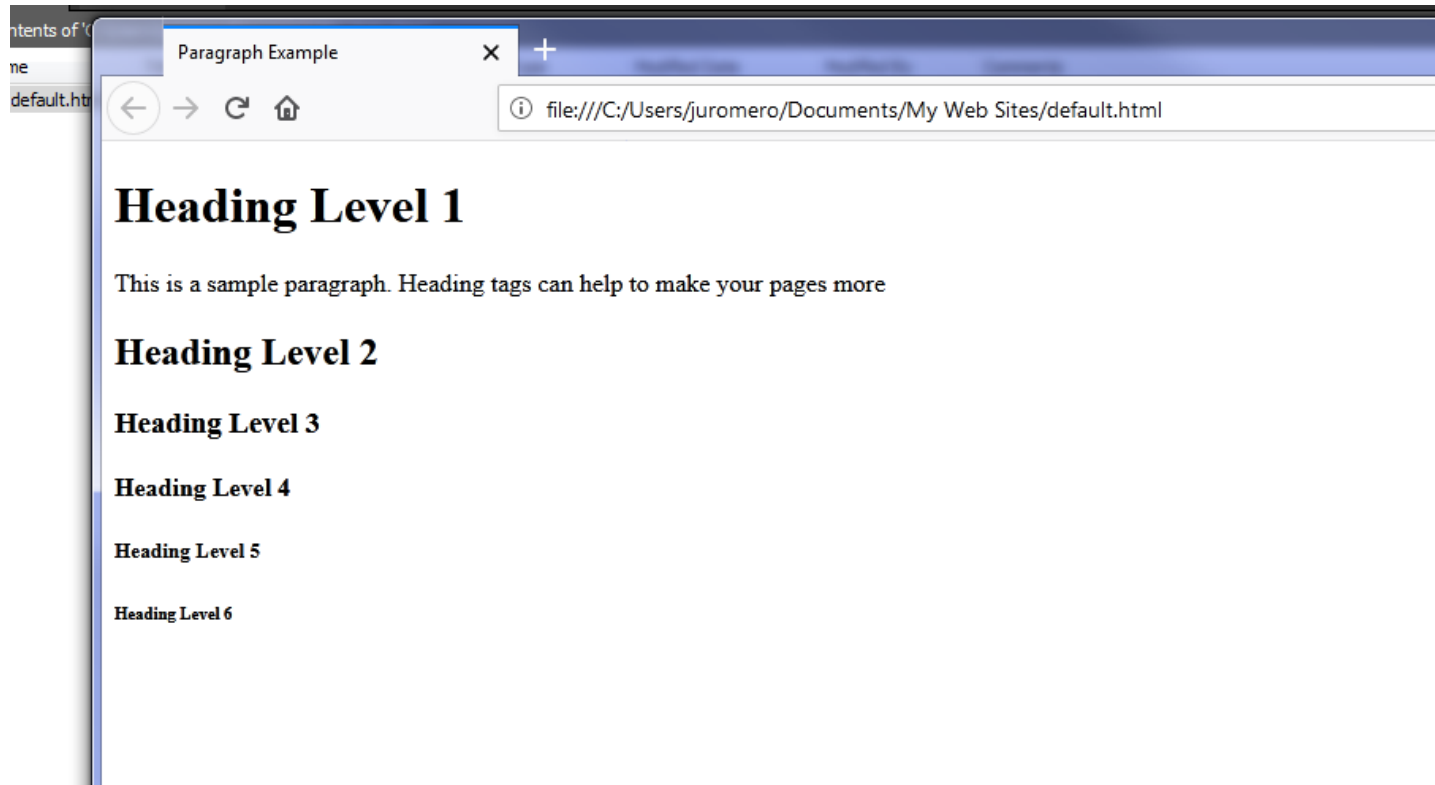 ntents of '
Paragraph Example
me
default.ht
file:///C:/Users/juromero/Documents/My Web Sites/default.html
Heading Level 1
This is a sample paragraph. Heading tags can help to make your pages more
Heading Level 2
Heading Level 3
Heading Level 4
Heading Level 5
Heading Level 6